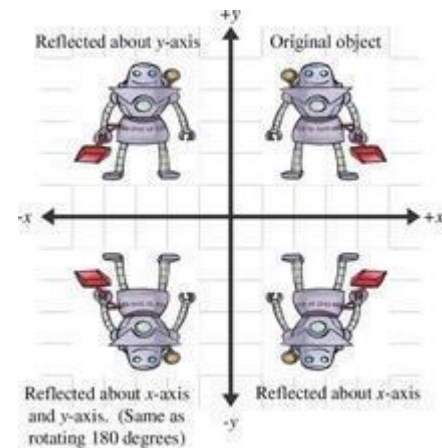 +y
Reflected about y-axis
Original object
-x
+x
Reflected about x-axis
and y-axis. (Same as
rotating 180 degrees)
Reflected about x-axis
-y